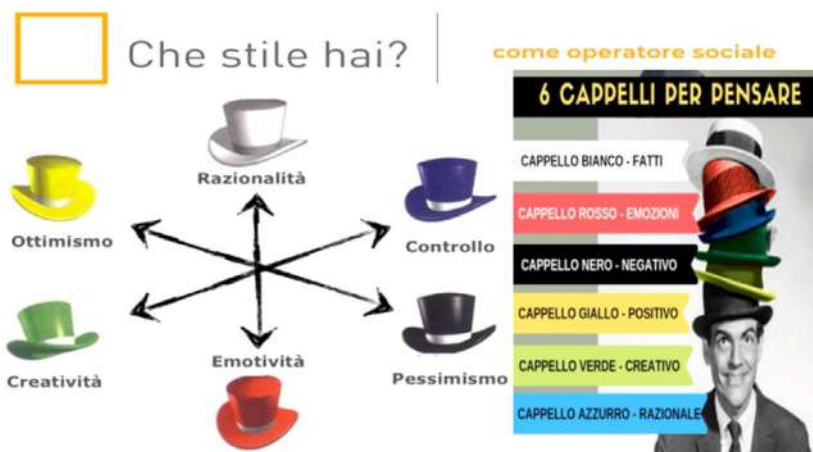 Che stile hai?
come operatore sociale
6 CAPPELLI PER PENSARE
Razionalità
Ottimismo
Controllo
Creatività
Emotività
Pessimismo
CAPPELLO BIANCO - FATTI
CAPPELLO ROSSO - EMOZIONI
CAPPELLO NERO - NEGATIVO
CAPPELLO GIALLO - POSITIVO
CAPPELLO VERDE - CREATIVO
CAPPELLO AZZURRO - RAZIONALE